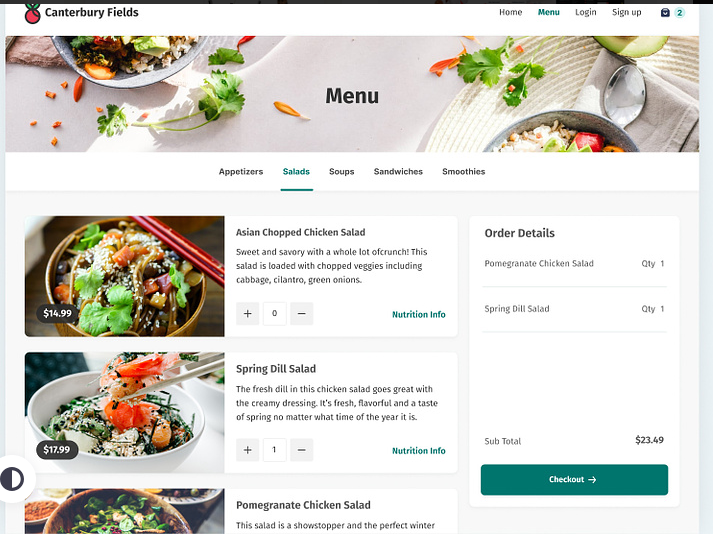 Canterbury Fields
Home Menu Login Sign up 2
Menu
Appetizers Salads Soups Sandwiches Smoothies
Asian Chopped Chicken Salad
Sweet and savory with a whole lot ofcrunch! This
salad is loaded with chopped veggies including
cabbage, cilantro, green onions.
$14.99
+ 0 −
Nutrition Info
Spring Dill Salad
The fresh dill in this chicken salad goes great with
the creamy dressing. It's fresh, flavorful and a taste
of spring no matter what time of the year it is.
$17.99
+ 1 −
Nutrition Info
Pomegranate Chicken Salad
This salad is a showstopper and the perfect winter
Order Details
Pomegranate Chicken Salad Qty 1
Spring Dill Salad Qty 1
Sub Total $23.49
Checkout →